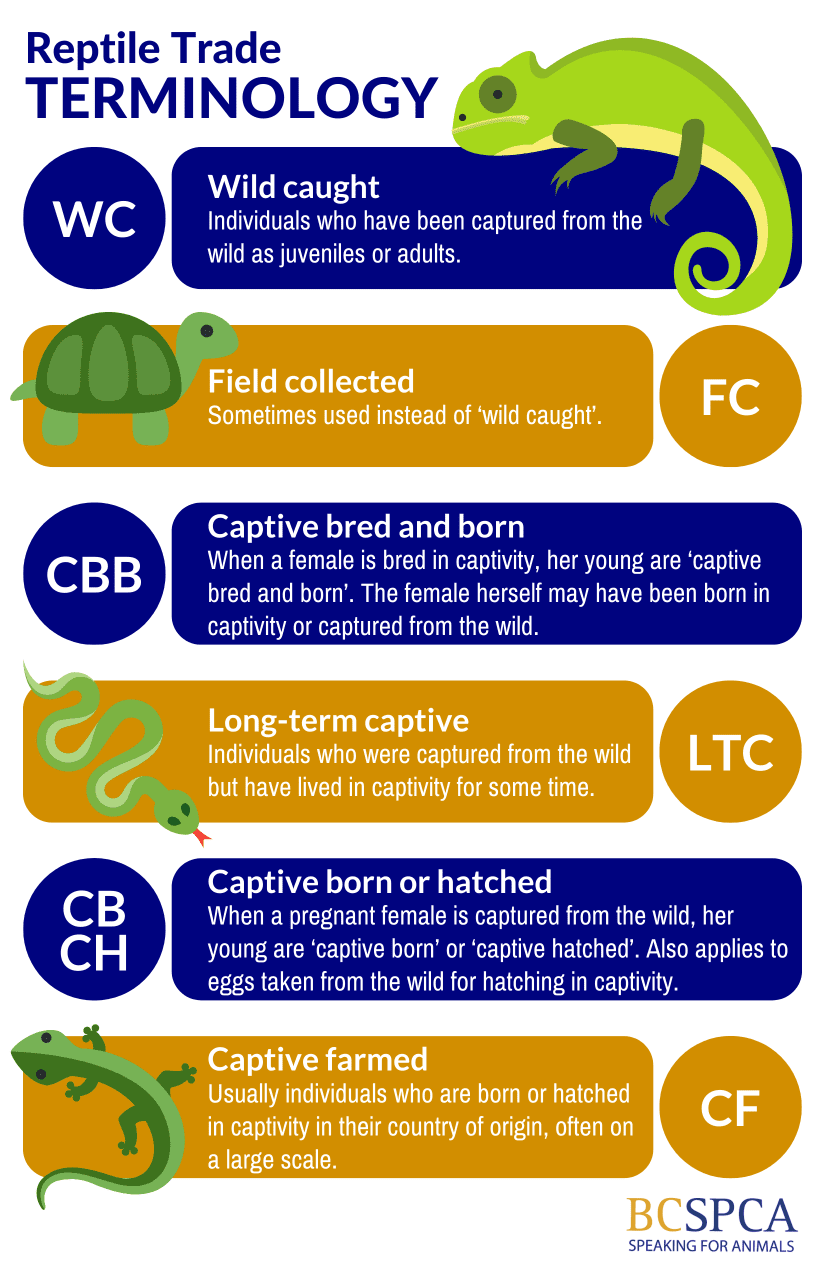 Reptile Trade
TERMINOLOGY
WC
Wild caught
Individuals who have been captured from the
wild as juveniles or adults.
Field collected
Sometimes used instead of ‘wild caught’.
FC
CBB
Captive bred and born
When a female is bred in captivity, her young are ‘captive
bred and born’. The female herself may have been born in
captivity or captured from the wild.
Long-term captive
Individuals who were captured from the wild
but have lived in captivity for some time.
LTC
CB
CH
Captive born or hatched
When a pregnant female is captured from the wild, her
young are ‘captive born’ or ‘captive hatched’. Also applies to
eggs taken from the wild for hatching in captivity.
Captive farmed
Usually individuals who are born or hatched
in captivity in their country of origin, often on
a large scale.
CF
BCSPCA
SPEAKING FOR ANIMALS